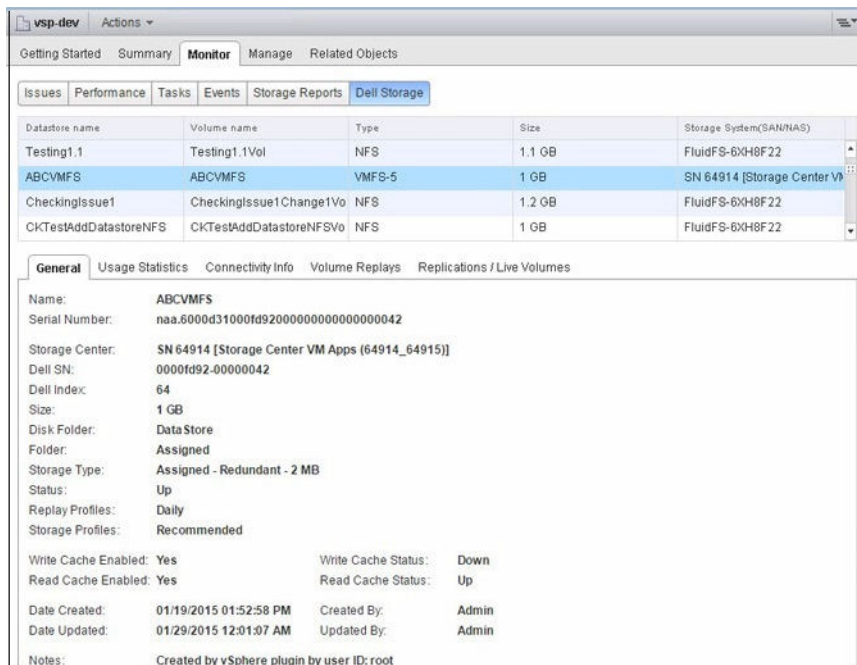 vsp-dev Actions
Getting Started Summary Monitor Manage Related Objects
Issues Performance Tasks Events Storage Reports Dell Storage
Datastore name Volume name Type Size Storage System(SAN/NAS)
Testing1.1 Testing1.1Vol NFS 1.1 GB FluidFS-6XH8F22
ABCVMFS ABCVMFS VMFS-5 1 GB SN 64914 [Storage Center VM
CheckingIssue1 CheckingIssue1Change1Vo NFS 1.2 GB FluidFS-6XH8F22
CKTestAddDatastoreNFS CKTestAddDatastoreNFSVo NFS 1 GB FluidFS-6XH8F22
General Usage Statistics Connectivity Info Volume Replays Replications / Live Volumes
Name: ABCVMFS
Serial Number: naa.6000d31000fd92000000000000000042
Storage Center: SN 64914 [Storage Center VM Apps (64914_64915)]
Dell SN: 0000fd92-00000042
Dell Index: 64
Size: 1 GB
Disk Folder: DataStore
Folder: Assigned
Storage Type: Assigned - Redundant - 2 MB
Status: Up
Replay Profiles: Daily
Storage Profiles: Recommended
Write Cache Enabled: Yes Write Cache Status: Down
Read Cache Enabled: Yes Read Cache Status: Up
Date Created: 01/19/2015 01:52:58 PM Created By: Admin
Date Updated: 01/29/2015 12:01:07 AM Updated By: Admin
Notes: Created by vSphere plugin by user ID: root